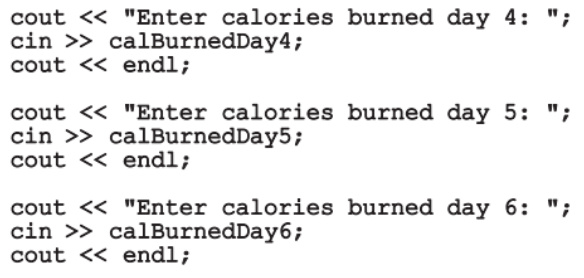 cout << "Enter calories burned day 4: ";
cin >> calBurnedDay4;
cout << endl;
cout << "Enter calories burned day 5: ";
cin >> calBurnedDay5;
cout << endl;
cout << "Enter calories burned day 6: ";
cin >> calBurnedDay6;
cout << endl;